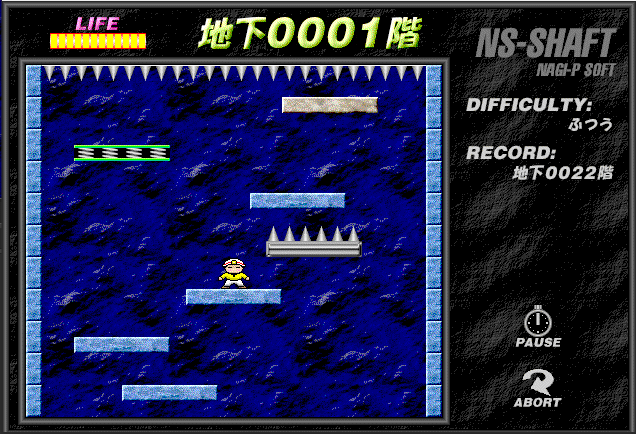 LIFE
地下0001階
NS-SHAFT
NAGI-P SOFT
DIFFICULTY:
ふつう
RECORD:
地下0022階
PAUSE
ABORT